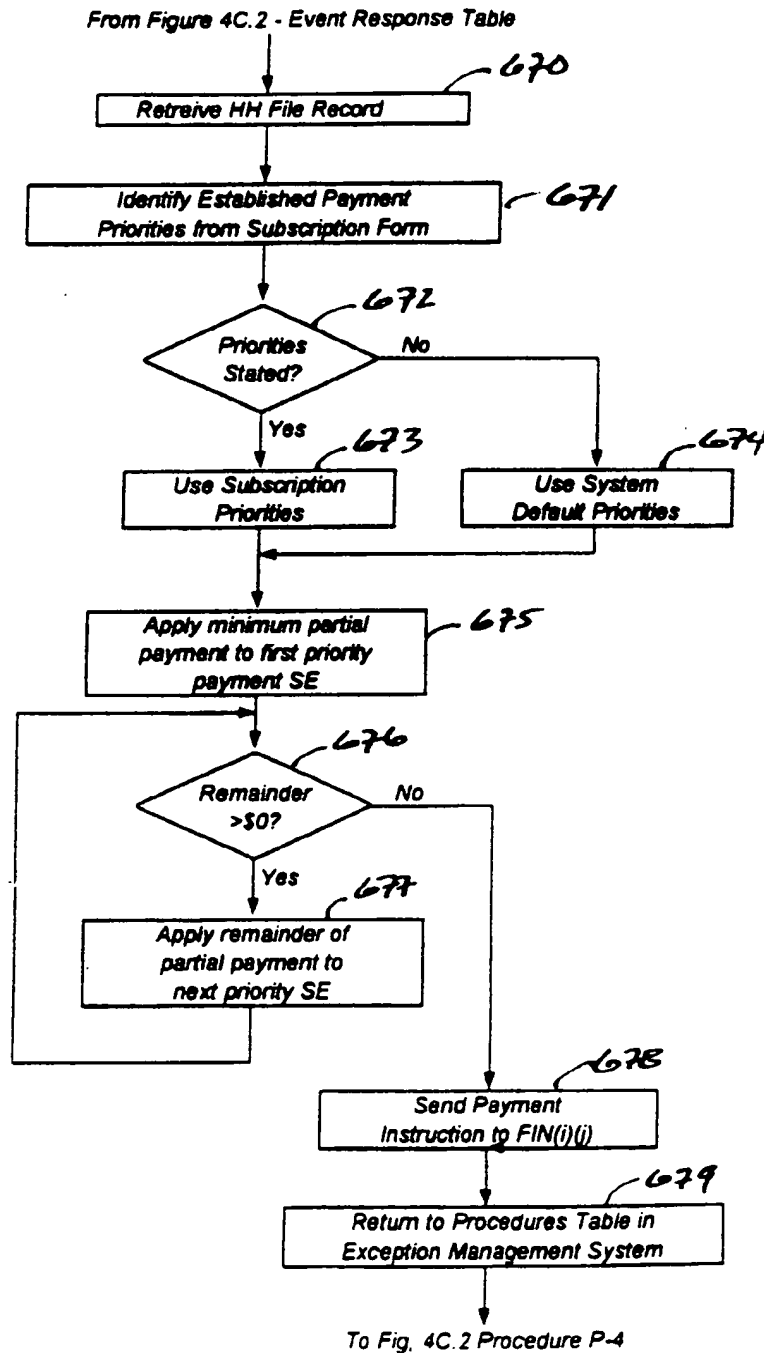 From Figure 4C.2 - Event Response Table
670
Retreive HH File Record
Identify Established Payment
Priorities from Subscription Form
671
672
Priorities
Stated?
No
Yes
673
674
Use Subscription
Priorities
Use System
Default Priorities
Apply minimum partial
payment to first priority
payment SE
675
676
Remainder
>$0?
No
Yes
677
Apply remainder of
partial payment to
next priority SE
678
Send Payment
Instruction to FIN(i)(j)
679
Return to Procedures Table in
Exception Management System
To Fig, 4C.2 Procedure P-4